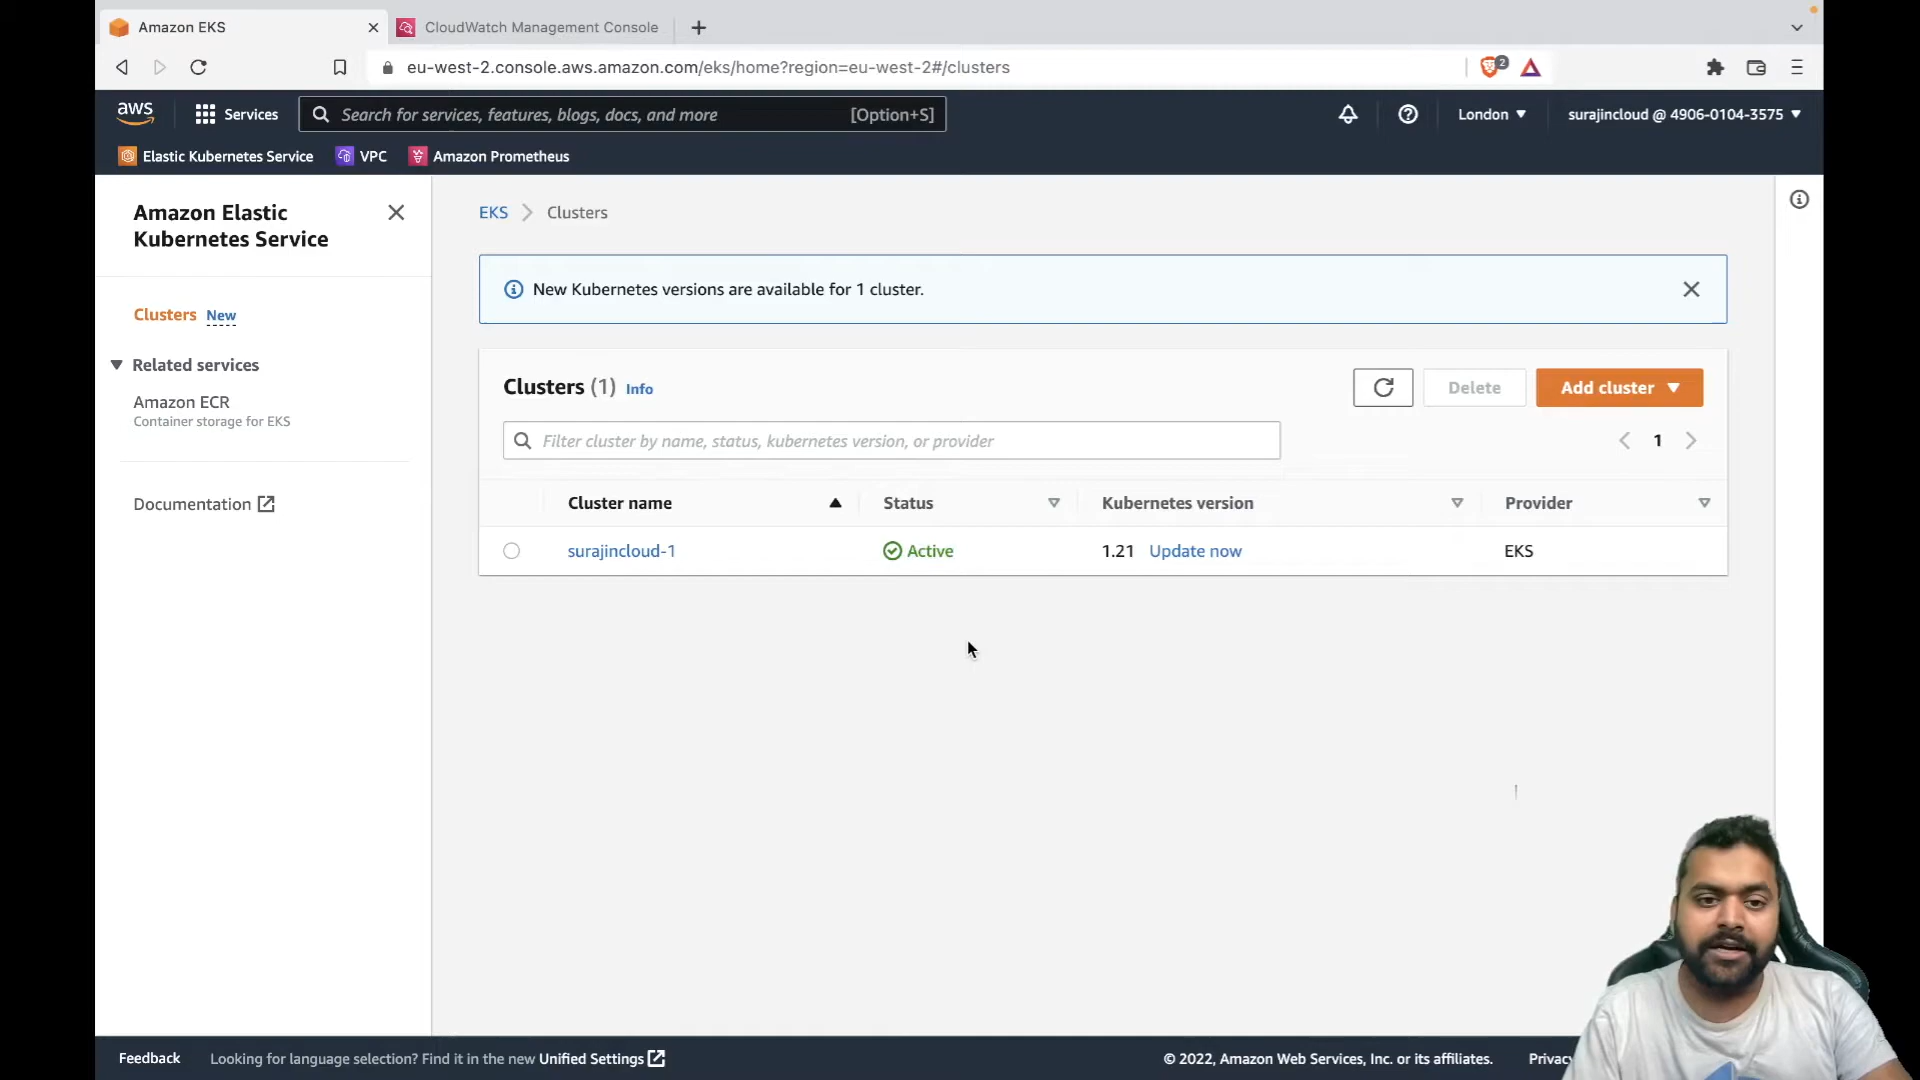 Amazon EKS
CloudWatch Management Console
eu-west-2.console.aws.amazon.com/eks/home?region=eu-west-2#/clusters
2
aws
Services
Search for services, features, blogs, docs, and more
[Option+S]
London
surajincloud @ 4906-0104-3575
Elastic Kubernetes Service
VPC
Amazon Prometheus
Amazon Elastic
Kubernetes Service
EKS
Clusters
New Kubernetes versions are available for 1 cluster.
Clusters New
Related services
Amazon ECR
Container storage for EKS
Documentation
Clusters (1) Info
Delete
Add cluster
Filter cluster by name, status, kubernetes version, or provider
1
Cluster name
Status
Kubernetes version
Provider
surajincloud-1
Active
1.21 Update now
EKS
Feedback
Looking for language selection? Find it in the new Unified Settings
© 2022, Amazon Web Services, Inc. or its affiliates.